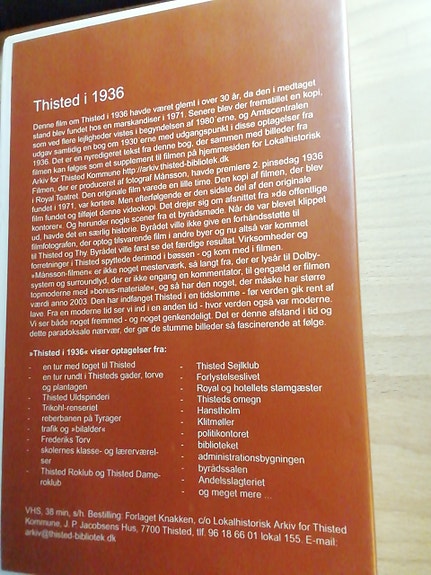 Thisted i 1936
Denne film om Thisted i 1936 havde været glemt i over 30 år, da den i medtaget
stand blev fundet hos en marskandiser i 1971. Senere blev der fremstillet en kopi,
som ved flere lejligheder vistes i begyndelsen af 1980´erne, og Amtscentralen
udgav samtidig en bog om 1930´erne med udgangspunkt i disse optagelser fra
1936. Det er en nyredigeret tekst fra denne bog, der sammen med billeder fra
filmen kan følges som et supplement til filmen på hjemmesiden for Lokalhistorisk
Arkiv for Thisted Kommune http://arkiv.thisted-bibliotek.dk
Filmen, der er produceret af fotograf Månsson, havde premiere 2. pinsedag 1936
i Royal Teatret. Den originale film varede en lille time. Den kopi af filmen, der blev
fundet i 1971, var kortere. Men efterfølgende er den sidste del af den originale
film fundet og tilføjet denne videokopi. Det drejer sig om afsnittet fra »de offentlige
kontorer«. Og herunder nogle scener fra et byrådsmøde. Når de var blevet klippet
ud, havde det en særlig historie. Byrådet ville ikke give en forhåndsstøtte til
filmfotografen, der optog tilsvarende film i andre byer og nu altså var kommet
til Thisted og Thy. Byrådet ville først se det færdige resultat. Virksomheder og
forretninger i Thisted spyttede derimod i bøssen - og kom med i filmen.
»Månsson-filmen« er ikke noget mesterværk, så langt fra, der er lysår til Dolby-
system og surroundlyd, der er ikke engang en kommentar, til gengæld er filmen
topmoderne med »bonus-materiale«, og så har den noget, der måske har større
værdi anno 2003. Den har indfanget Thisted i en tidslomme - før verden gik rent af
lave. Fra en moderne tid ser vi ind i en anden tid - hvor verden også var moderne.
Vi ser både noget fremmed - og noget genkendeligt. Det er denne afstand i tid og
dette paradoksale nærvær, der gør de stumme billeder så fascinerende at følge.
»Thisted i 1936« viser optagelser fra:
- en tur med toget til Thisted
- en tur rundt i Thisteds gader, torve
og plantagen
- Thisted Uldspinderi
- Trikohl-renseriet
- reberbanen på Tyrager
- trafik og »bilalder«
- Frederiks Torv
- skolernes klasse- og lærerværel-
ser
- Thisted Roklub og Thisted Dame-
roklub
- Thisted Sejlklub
- Forlystelseslivet
- Royal og hotellets stamgæster
- Thisteds omegn
- Hanstholm
- Klitmøller
- politikontoret
- biblioteket
- administrationsbygningen
- byrådssalen
- Andelsslagteriet
- og meget mere ...
VHS, 38 min, s/h. Bestilling: Forlaget Knakken, c/o Lokalhistorisk Arkiv for Thisted
Kommune, J. P. Jacobsens Hus, 7700 Thisted, tlf. 96 18 66 01 lokal 155. E-mail:
arkiv@thisted-bibliotek.dk